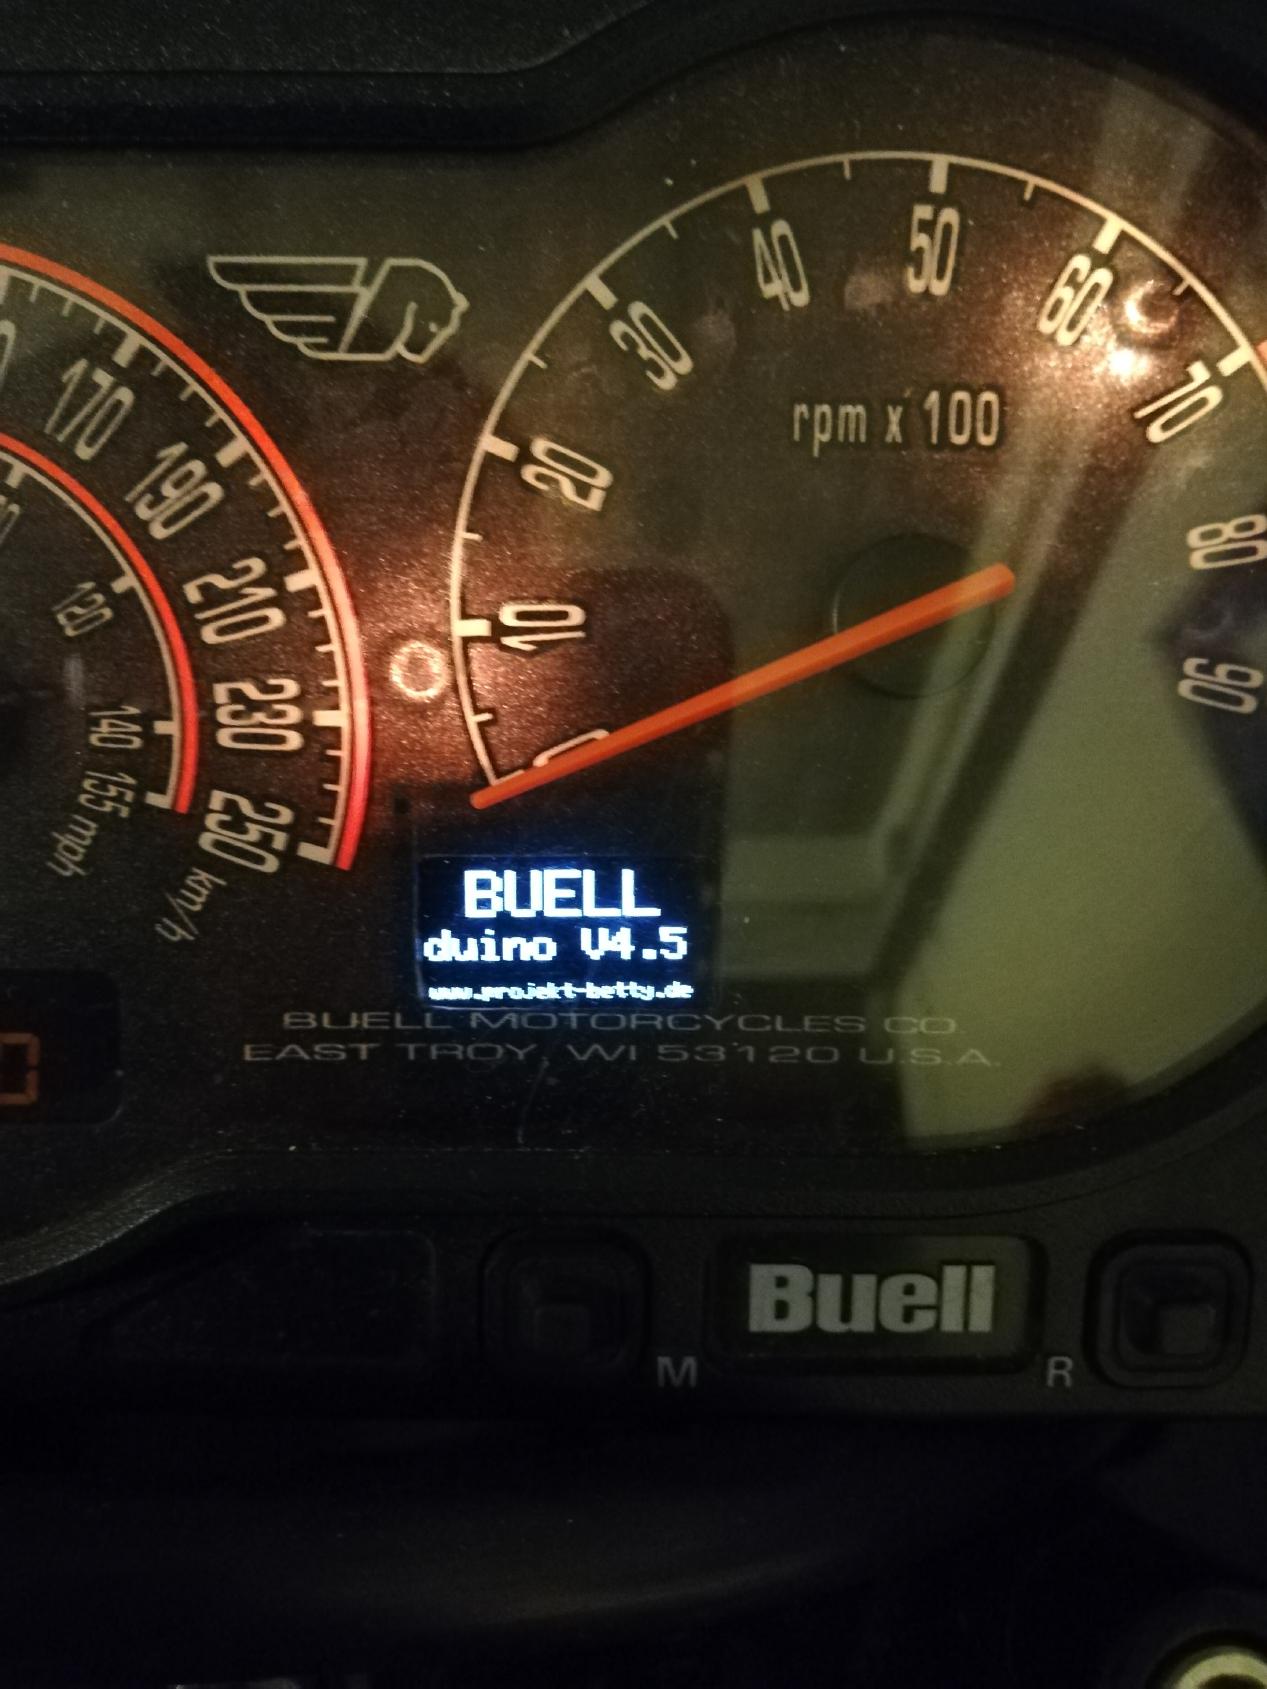 170
190
210
230
250
km/h
120
140
155 mph
0
10
20
30
40
50
60
70
80
90
rpm x 100
BUELL
duino V4.5
www.projekt-betty.de
BUELL MOTORCYCLES CO.
EAST TROY, WI 53120 U.S.A.
Buell
M
R